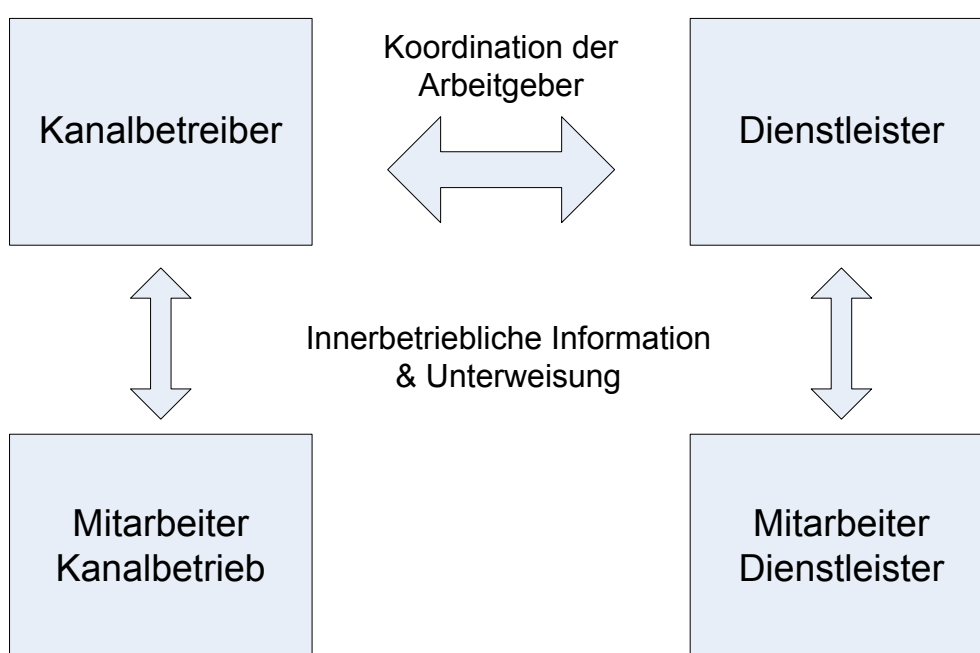 Kanalbetreiber
Koordination der
Arbeitgeber
Dienstleister
Innerbetriebliche Information
& Unterweisung
Mitarbeiter
Kanalbetrieb
Mitarbeiter
Dienstleister